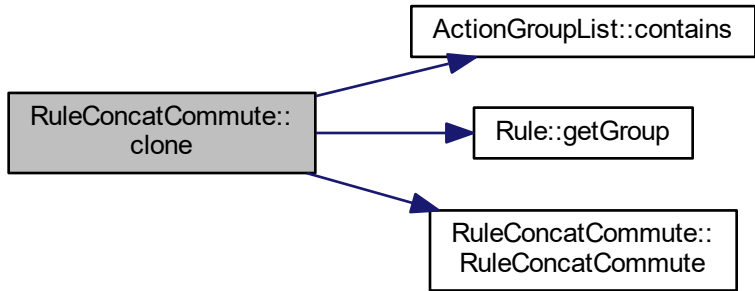 RuleConcatCommute::
clone
ActionGroupList::contains
Rule::getGroup
RuleConcatCommute::
RuleConcatCommute